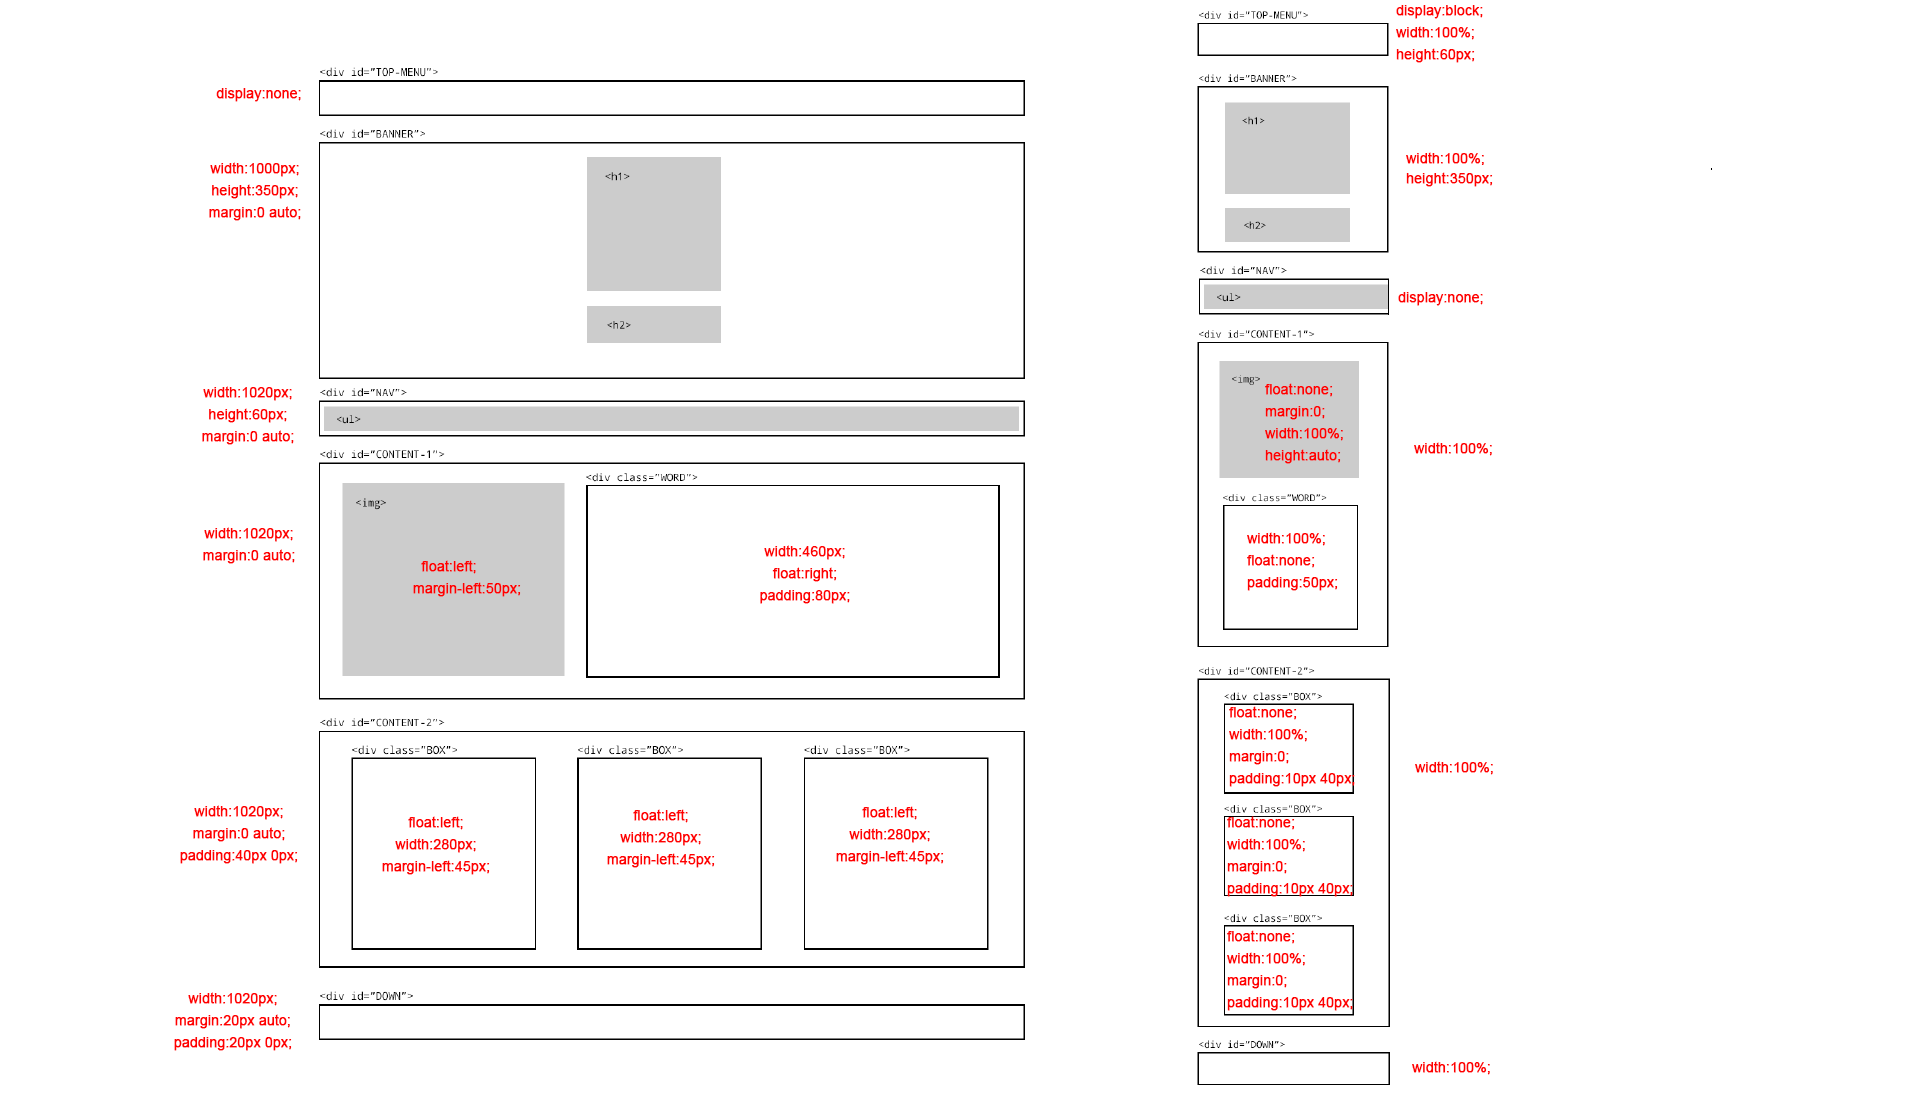 <div id="TOP-MENU">
display:none;
<div id="BANNER">
width:1000px;
height:350px;
margin:0 auto;
<h1>
<h2>
<div id="NAV">
width:1020px;
height:60px;
margin:0 auto;
<ul>
<div id="CONTENT-1">
width:1020px;
margin:0 auto;
<img>
float:left;
margin-left:50px;
<div class="WORD">
width:460px;
float:right;
padding:80px;
<div id="CONTENT-2">
width:1020px;
margin:0 auto;
padding:40px 0px;
<div class="BOX">
float:left;
width:280px;
margin-left:45px;
<div class="BOX">
float:left;
width:280px;
margin-left:45px;
<div class="BOX">
float:left;
width:280px;
margin-left:45px;
<div id="DOWN">
width:1020px;
margin:20px auto;
padding:20px 0px;
<div id="TOP-MENU">
display:block;
width:100%;
height:60px;
<div id="BANNER">
<h1>
<h2>
width:100%;
height:350px;
<div id="NAV">
<ul>
display:none;
<div id="CONTENT-1">
<img>
float:none;
margin:0;
width:100%;
height:auto;
width:100%;
<div class="WORD">
width:100%;
float:none;
padding:50px;
<div id="CONTENT-2">
<div class="BOX">
float:none;
width:100%;
margin:0;
padding:10px 40px
width:100%;
<div class="BOX">
float:none;
width:100%;
margin:0;
padding:10px 40px;
<div class="BOX">
float:none;
width:100%;
margin:0;
padding:10px 40px;
<div id="DOWN">
width:100%;